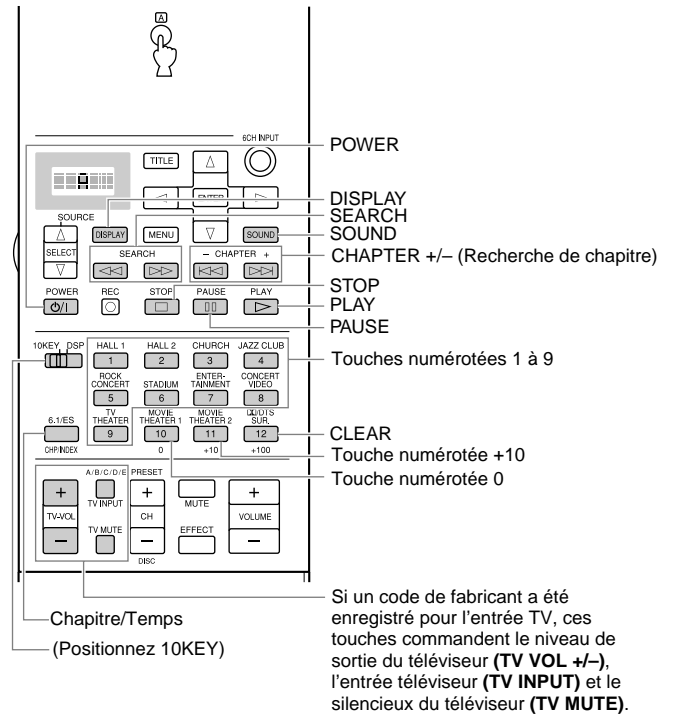 A
6CH INPUT
POWER
TITLE
ENTER
A
DISPLAY
SOURCE
SEARCH
DISPLAY
MENU
SOUND
SOUND
SELECT
SEARCH
– CHAPTER +
CHAPTER +/– (Recherche de chapitre)
STOP
POWER
REC
STOP
PAUSE
PLAY
PLAY
PAUSE
10KEY
DSP
HALL 1
HALL 2
CHURCH
JAZZ CLUB
1
2
3
4
Touches numérotées 1 à 9
ROCK CONCERT
STADIUM
ENTER-TAINMENT
CONCERT VIDEO
5
6
7
8
6.1/ES
TV THEATER
MOVIE THEATER 1
MOVIE THEATER 2
/DTS SUR.
9
10
11
12
CLEAR
CHP/INDEX
0
+10
+100
Touche numérotée +10
Touche numérotée 0
A/B/C/D/E
PRESET
+
TV INPUT
+
MUTE
+
TV-VOL
CH
VOLUME
TV MUTE
EFFECT
–
–
–
DISC
Chapitre/Temps
(Positionnez 10KEY)
Si un code de fabricant a été
enregistré pour l’entrée TV, ces
touches commandent le niveau de
sortie du téléviseur (TV VOL +/–),
l’entrée téléviseur (TV INPUT) et le
silencieux du téléviseur (TV MUTE).